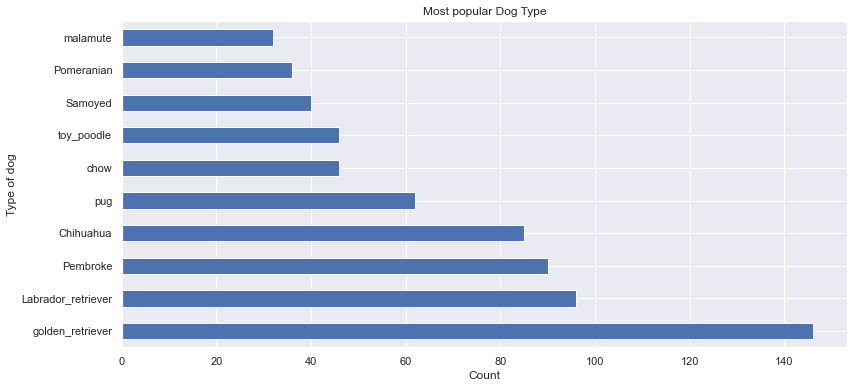 Most popular Dog Type
Type of dog
malamute
Pomeranian
Samoyed
toy_poodle
chow
pug
Chihuahua
Pembroke
Labrador_retriever
golden_retriever
0 20 40 60 80 100 120 140
Count